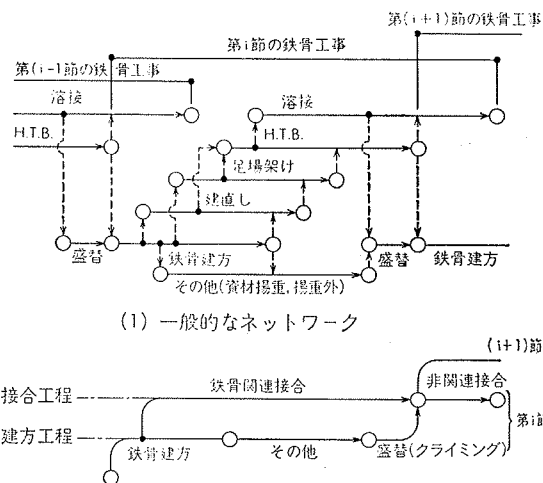 第(i+1)節の鉄骨工事
第i節の鉄骨工事
第(i-1)節の鉄骨工事
溶接
溶接
H.T.B.
H.T.B.
足場架け
建直し
盛替
鉄骨建方
盛替
鉄骨建方
その他(資材揚重,揚重外)
(1) 一般的なネットワーク
(i+1)節
鉄骨関連接合
非関連接合
接合工程
第i節
建方工程
鉄骨建方
その他
盛替(クライミング)